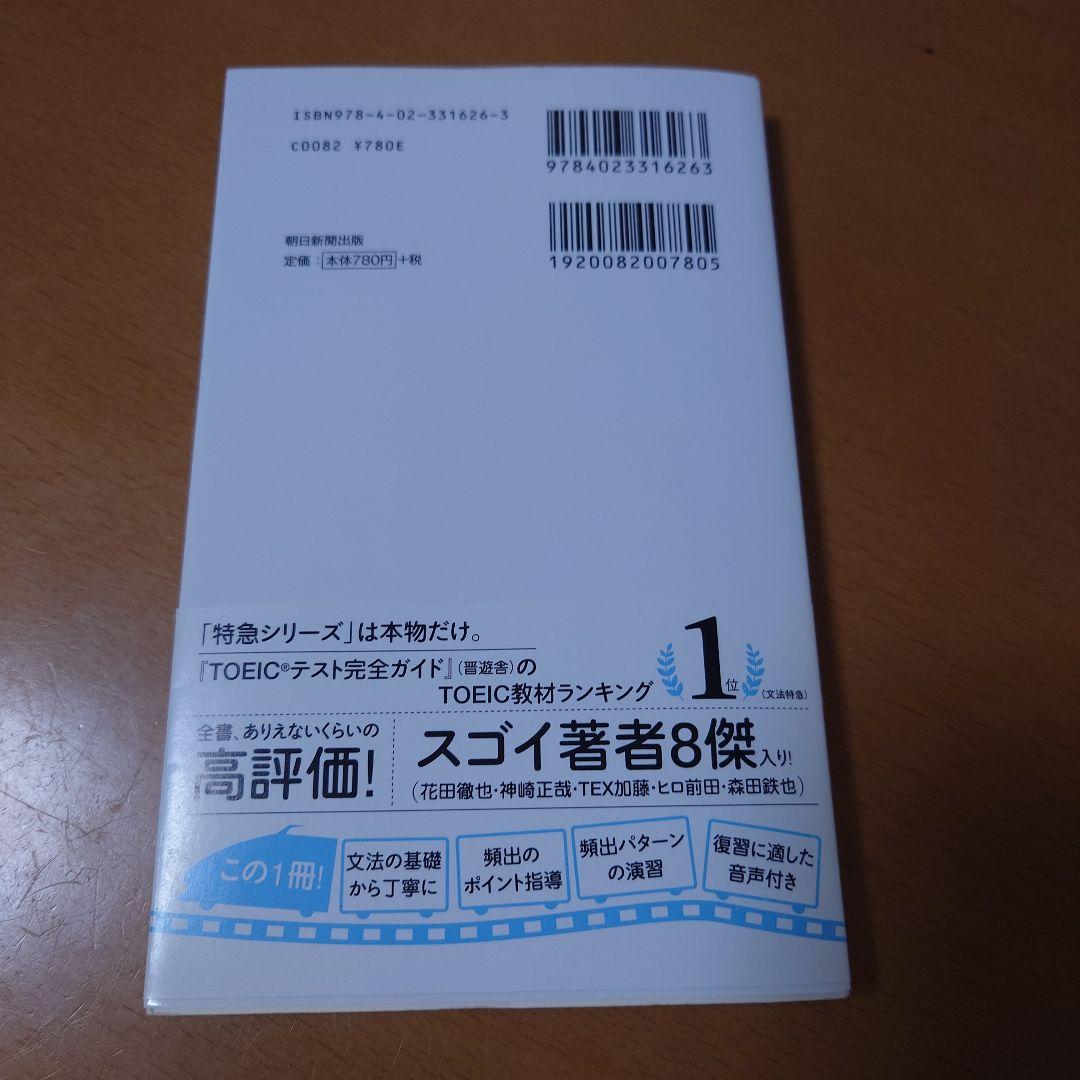 ISBN978-4-02-331626-3
C0082 ¥780E
9784023316263
1920082007805
朝日新聞出版
定価：本体780円+税
「特急シリーズ」は本物だけ。
『TOEIC®テスト完全ガイド』(晋遊舎)の
TOEIC教材ランキング
1位
(文法特急)
全書、ありえないくらいの
高評価!
スゴイ著者8傑入り!
(花田徹也・神崎正哉・TEX加藤・ヒロ前田・森田鉄也)
この1冊!
文法の基礎
から丁寧に
頻出の
ポイント指導
頻出パターン
の演習
復習に適した
音声付き